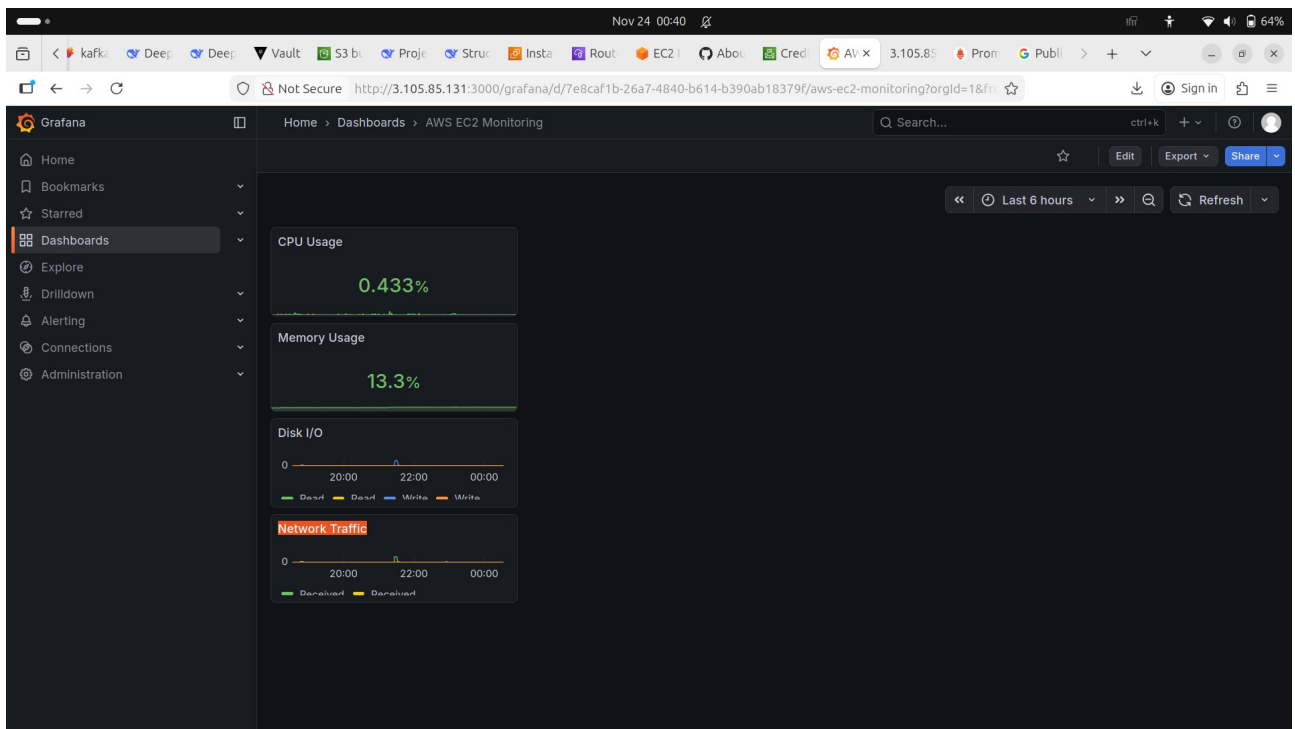 Nov 24 00:40
64%
kafka Deep Deep Vault S3 bu Proje Struc Insta Rout EC2 Abou Cred AW 3.105.85 Prom Publi
Not Secure http://3.105.85.131:3000/grafana/d/7e8caf1b-26a7-4840-b614-b390ab18379f/aws-ec2-monitoring?orgId=1&fr
Sign in
Grafana
Home › Dashboards › AWS EC2 Monitoring
Search...
ctrl+k
Home
Edit
Export
Share
Bookmarks
Last 6 hours
Refresh
Starred
Dashboards
Explore
Drilldown
Alerting
Connections
Administration
CPU Usage
0.433%
Memory Usage
13.3%
Disk I/O
0
20:00 22:00 00:00
Read Read Write Write
Network Traffic
0
20:00 22:00 00:00
Received Received